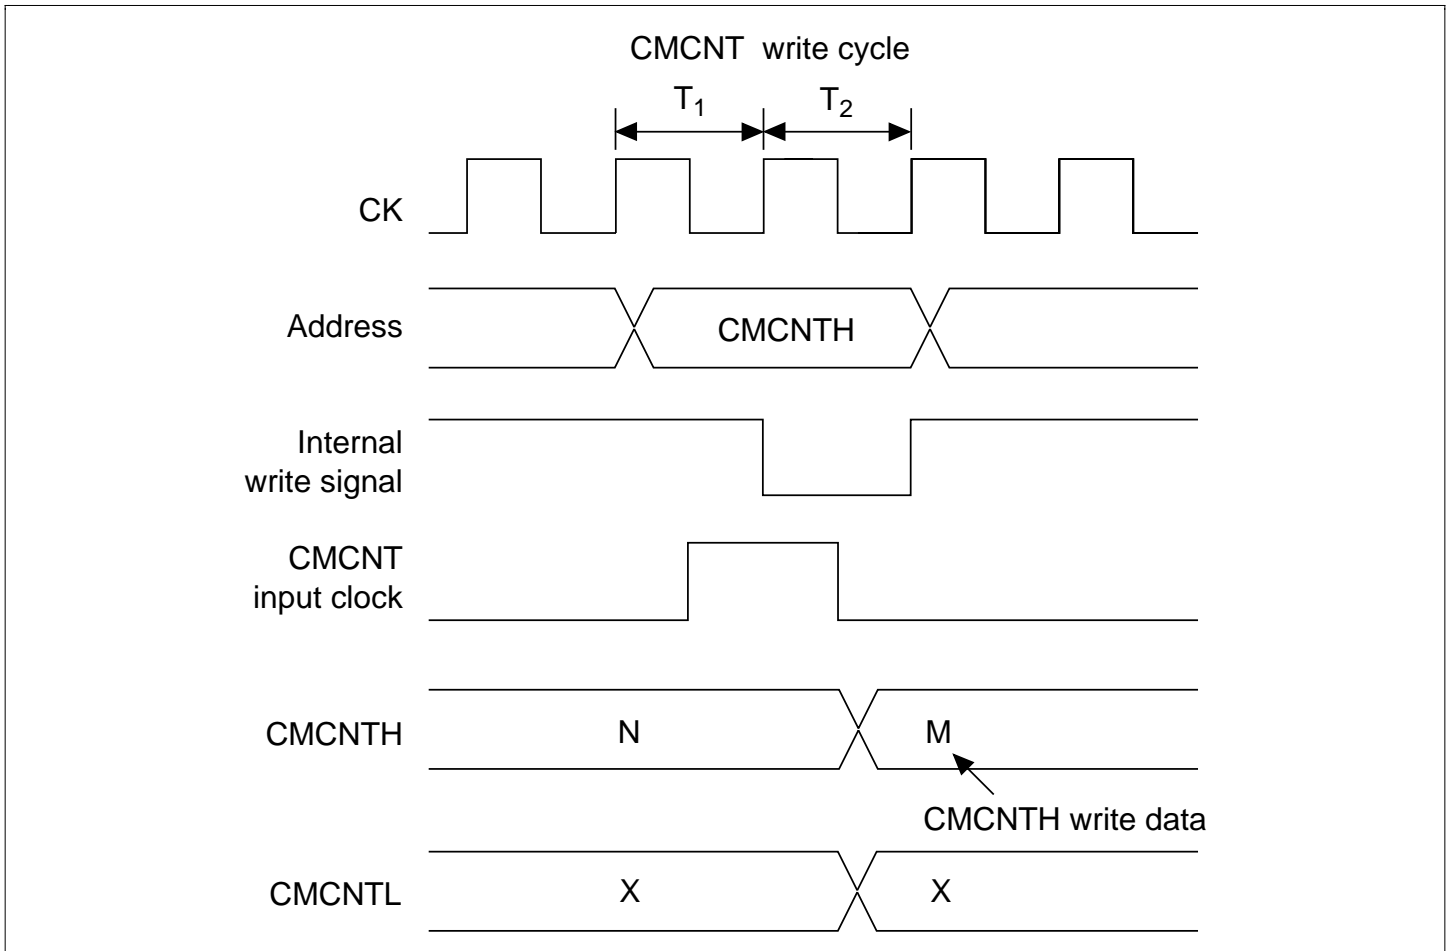 CMCNT write cycle
T1 T2
CK
Address
CMCNTH
Internal
write signal
CMCNT
input clock
CMCNTH
N
M
CMCNTH write data
CMCNTL
X
X